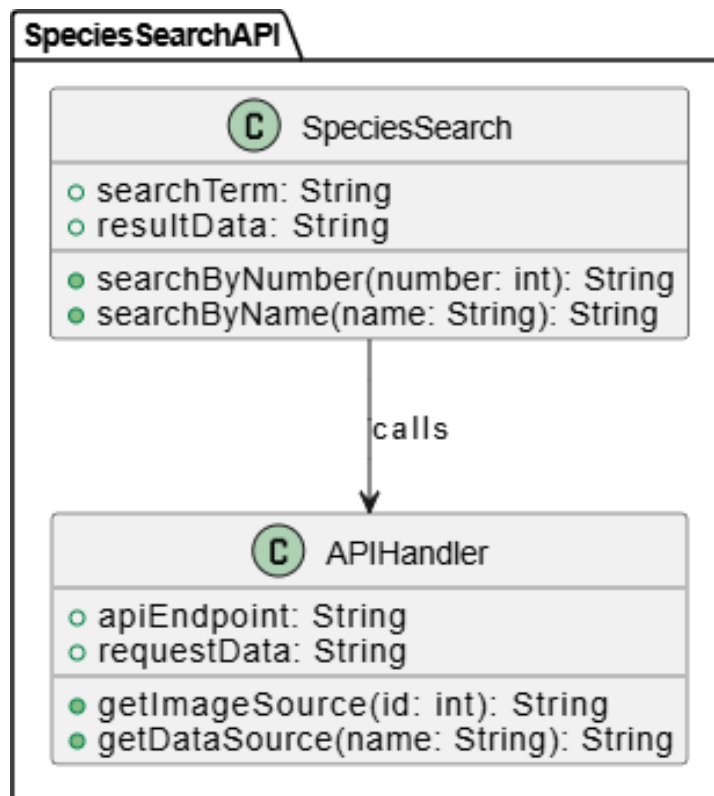 SpeciesSearchAPI
C SpeciesSearch
searchTerm: String
resultData: String
searchByNumber(number: int): String
searchByName(name: String): String
calls
C APIHandler
apiEndpoint: String
requestData: String
getImageSource(id: int): String
getDataSource(name: String): String